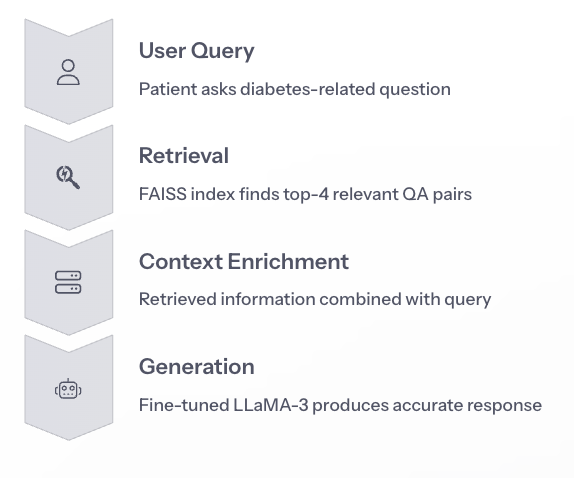 User Query
Patient asks diabetes-related question
Retrieval
FAISS index finds top-4 relevant QA pairs
Context Enrichment
Retrieved information combined with query
Generation
Fine-tuned LLaMA-3 produces accurate response